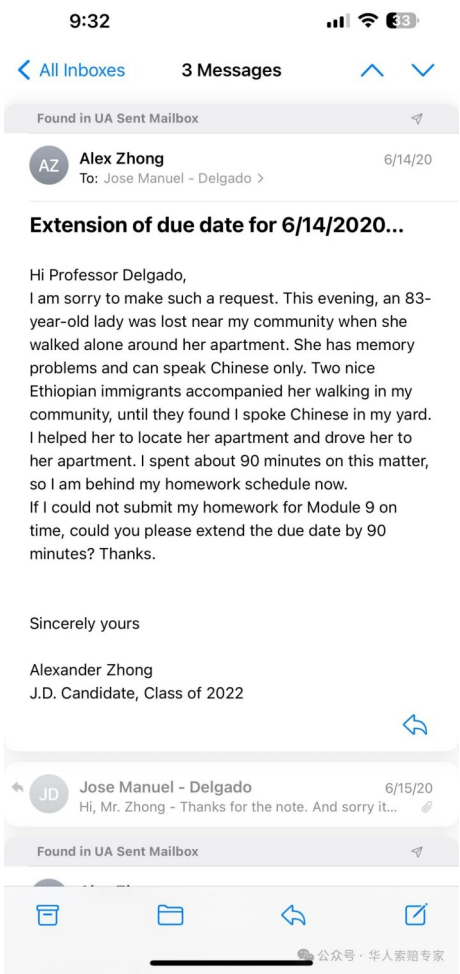 9:32
33
All Inboxes
3 Messages
Found in UA Sent Mailbox
AZ
Alex Zhong
6/14/20
To: Jose Manuel - Delgado >
Extension of due date for 6/14/2020...
Hi Professor Delgado,
I am sorry to make such a request. This evening, an 83-
year-old lady was lost near my community when she
walked alone around her apartment. She has memory
problems and can speak Chinese only. Two nice
Ethiopian immigrants accompanied her walking in my
community, until they found I spoke Chinese in my yard.
I helped her to locate her apartment and drove her to
her apartment. I spent about 90 minutes on this matter,
so I am behind my homework schedule now.
If I could not submit my homework for Module 9 on
time, could you please extend the due date by 90
minutes? Thanks.
Sincerely yours
Alexander Zhong
J.D. Candidate, Class of 2022
JD
Jose Manuel - Delgado
6/15/20
Hi, Mr. Zhong - Thanks for the note. And sorry it...
Found in UA Sent Mailbox
公众号 · 华人索赔专家